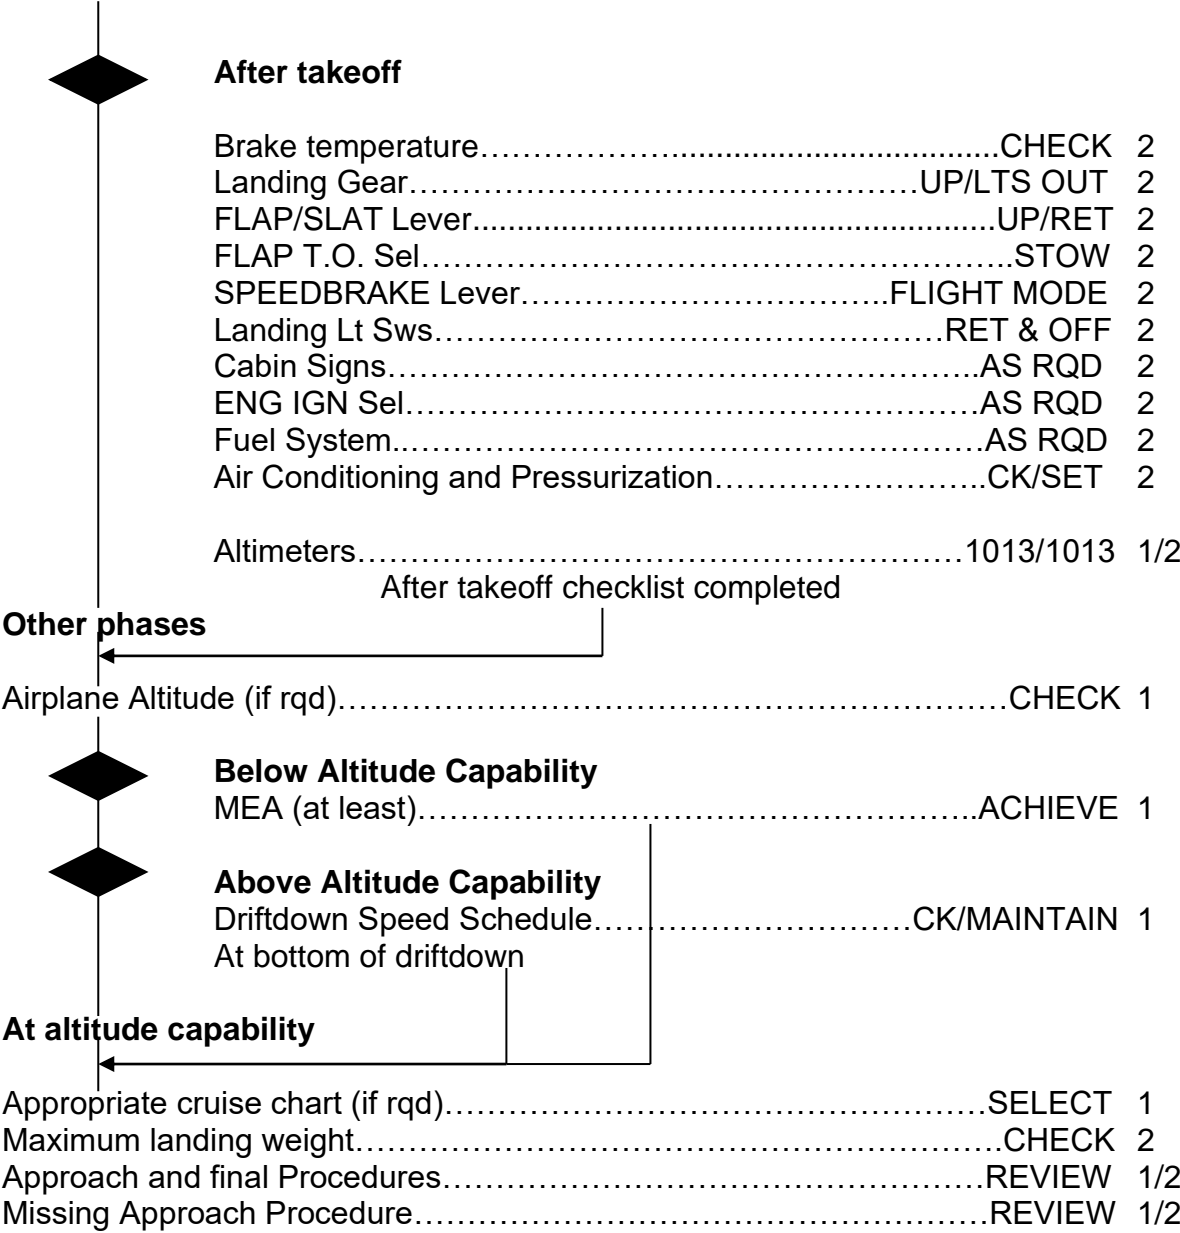 After takeoff
Brake temperature…………………......................................CHECK 2
Landing Gear……………………………………………UP/LTS OUT 2
FLAP/SLAT Lever............................................................UP/RET 2
FLAP T.O. Sel…………………………………………………..STOW 2
SPEEDBRAKE Lever………………………………..FLIGHT MODE 2
Landing Lt Sws……………………………………………RET & OFF 2
Cabin Signs…………………………………………………..AS RQD 2
ENG IGN Sel…………………………………………………AS RQD 2
Fuel System..…………………………………………………AS RQD 2
Air Conditioning and Pressurization……………………..CK/SET 2
Altimeters……………………………………………………1013/1013 1/2
After takeoff checklist completed
Other phases
Airplane Altitude (if rqd)…………………………………………………………CHECK 1
Below Altitude Capability
MEA (at least)………………………………………………..ACHIEVE 1
Above Altitude Capability
Driftdown Speed Schedule…………………………CK/MAINTAIN 1
At bottom of driftdown
At altitude capability
Appropriate cruise chart (if rqd)………………………………………………SELECT 1
Maximum landing weight………………………………………………………CHECK 2
Approach and final Procedures………………………………………………REVIEW 1/2
Missing Approach Procedure…………………………………………………REVIEW 1/2